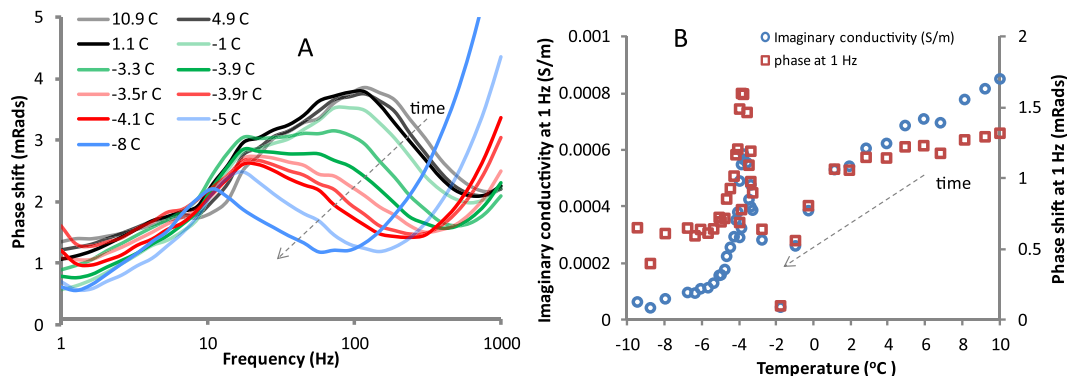 5
4
3
2
1
0
Phase shift (mRads)
10.9 C
4.9 C
1.1 C
-1 C
-3.3 C
-3.9 C
-3.5r C
-3.9r C
-4.1 C
-5 C
-8 C
A
time
1
10
100
1000
Frequency (Hz)
0.001
0.0008
0.0006
0.0004
0.0002
0
Imaginary conductivity at 1 Hz (S/m)
B
Imaginary conductivity (S/m)
phase at 1 Hz
time
2
1.5
1
0.5
0
Phase shift at 1 Hz (mRads)
-10
-8
-6
-4
-2
0
2
4
6
8
10
Temperature (°C )